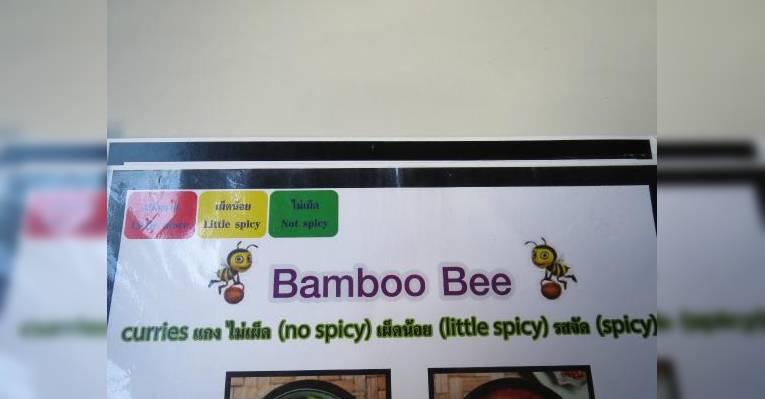 เผ็ดน้อย ไม่เผ็ด
Little spicy Not spicy
Bamboo Bee
curries แกง ไม่เผ็ด (no spicy) เผ็ดน้อย (little spicy) รสจัด (spicy)